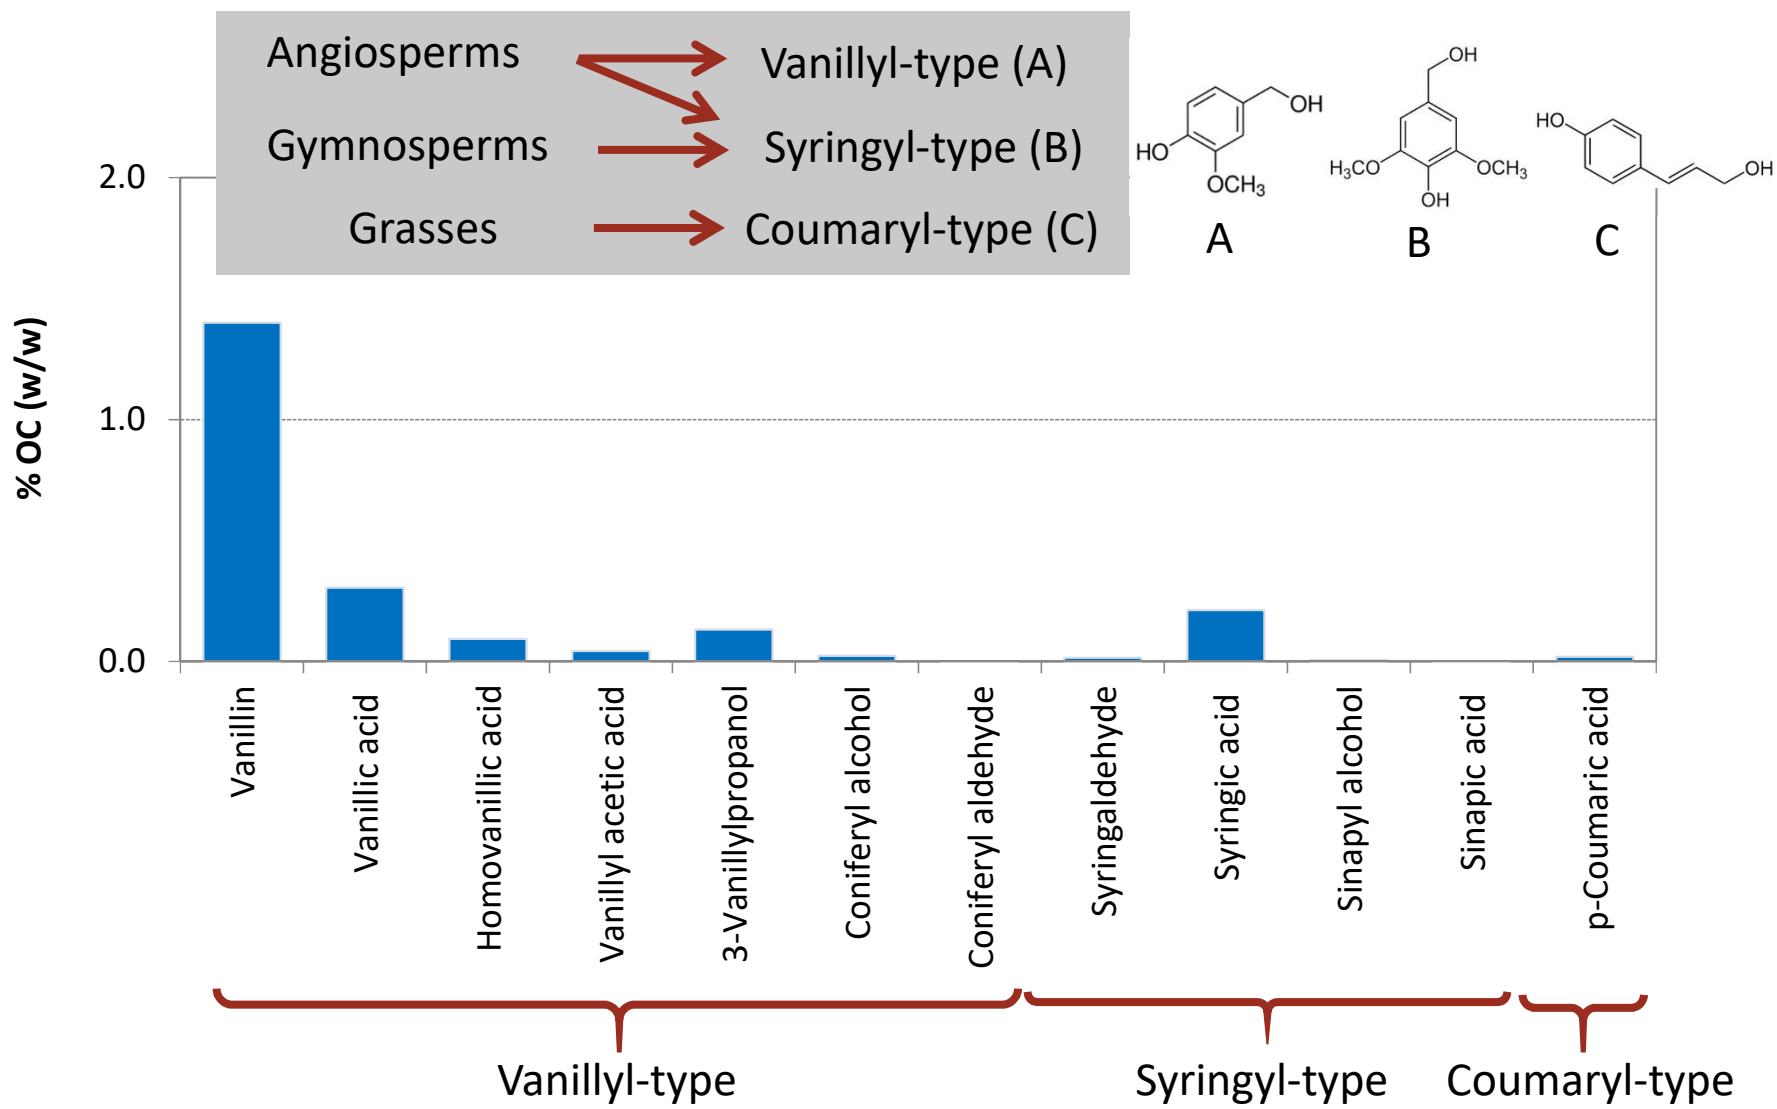 Angiosperms
Vanillyl-type (A)
Gymnosperms
Syringyl-type (B)
Grasses
Coumaryl-type (C)
OH
HO
OCH3
A
OH
H3CO
OCH3
OH
B
HO
OH
C
% OC (w/w)
2.0
1.0
0.0
Vanillin
Vanillic acid
Homovanillic acid
Vanillyl acetic acid
3-Vanillylpropanol
Coniferyl alcohol
Coniferyl aldehyde
Syringaldehyde
Syringic acid
Sinapyl alcohol
Sinapic acid
p-Coumaric acid
Vanillyl-type
Syringyl-type
Coumaryl-type